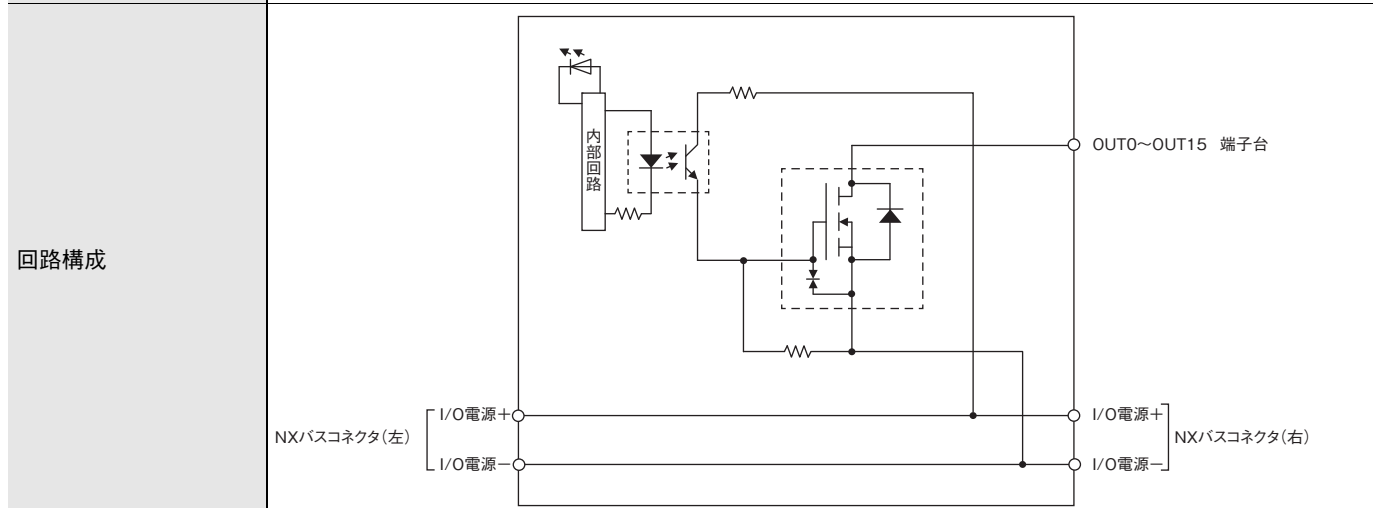 回路構成
内部回路
OUT0～OUT15 端子台
NXバスコネクタ(左)
I/O電源＋
I/O電源－
I/O電源＋
I/O電源－
NXバスコネクタ(右)